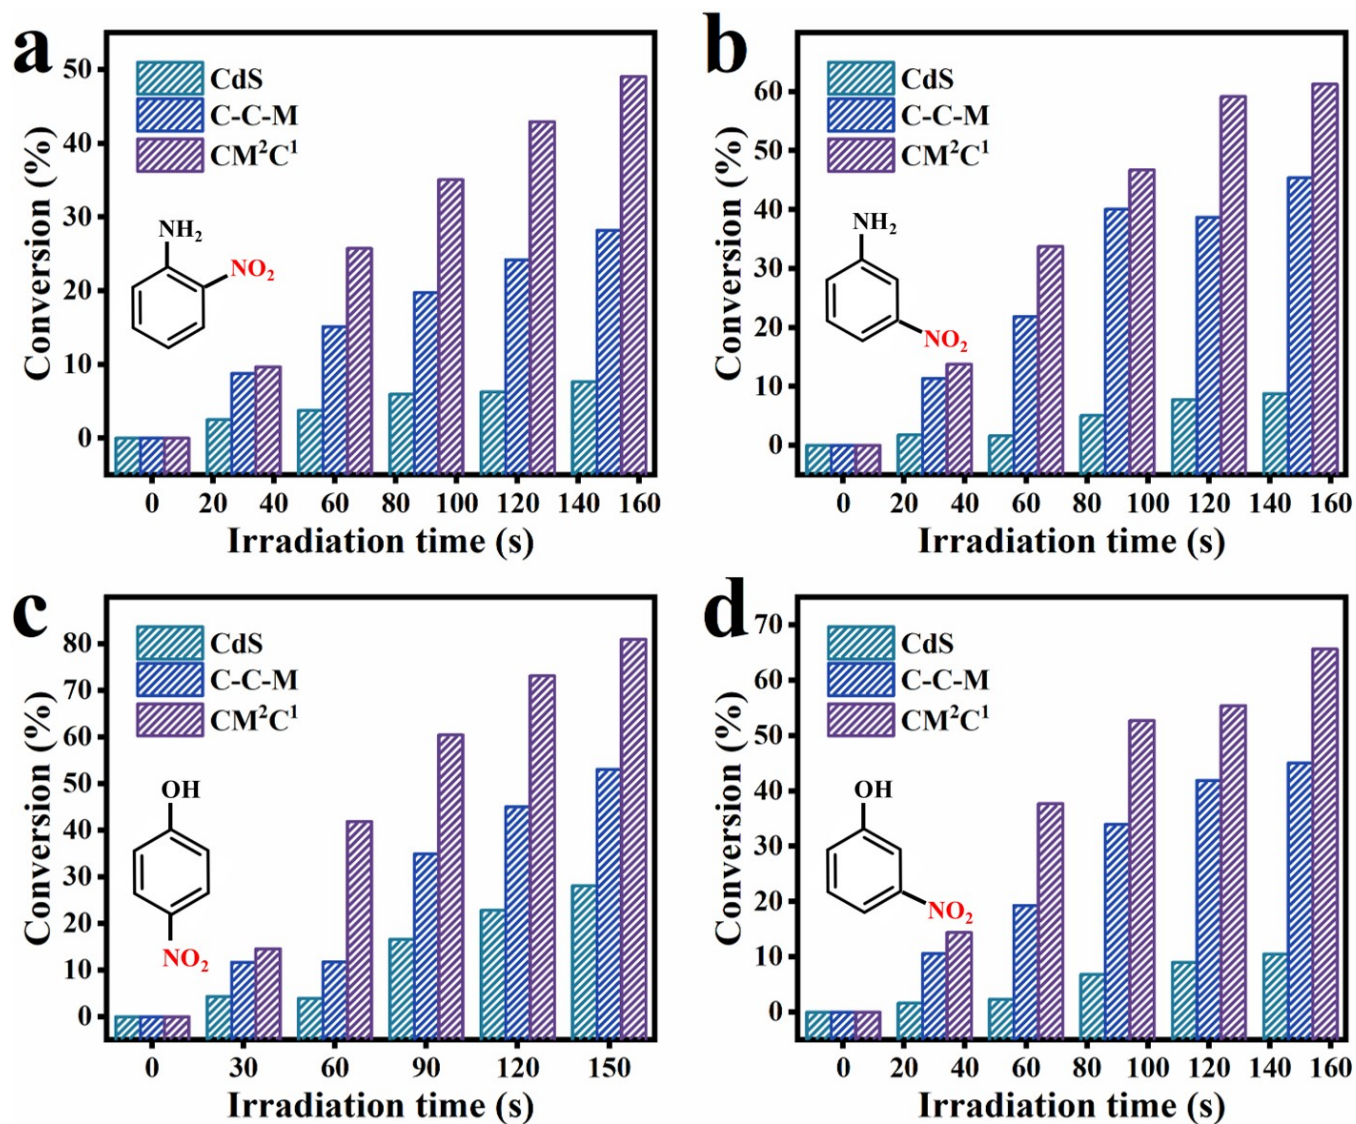 a
CdS
C-C-M
CM²C¹
NH₂
NO₂
Conversion (%)
50
40
30
20
10
0
0 20 40 60 80 100 120 140 160
Irradiation time (s)
b
CdS
C-C-M
CM²C¹
NH₂
NO₂
Conversion (%)
60
50
40
30
20
10
0
0 20 40 60 80 100 120 140 160
Irradiation time (s)
c
CdS
C-C-M
CM²C¹
OH
NO₂
Conversion (%)
80
70
60
50
40
30
20
10
0
0 30 60 90 120 150
Irradiation time (s)
d
CdS
C-C-M
CM²C¹
OH
NO₂
Conversion (%)
70
60
50
40
30
20
10
0
0 20 40 60 80 100 120 140 160
Irradiation time (s)